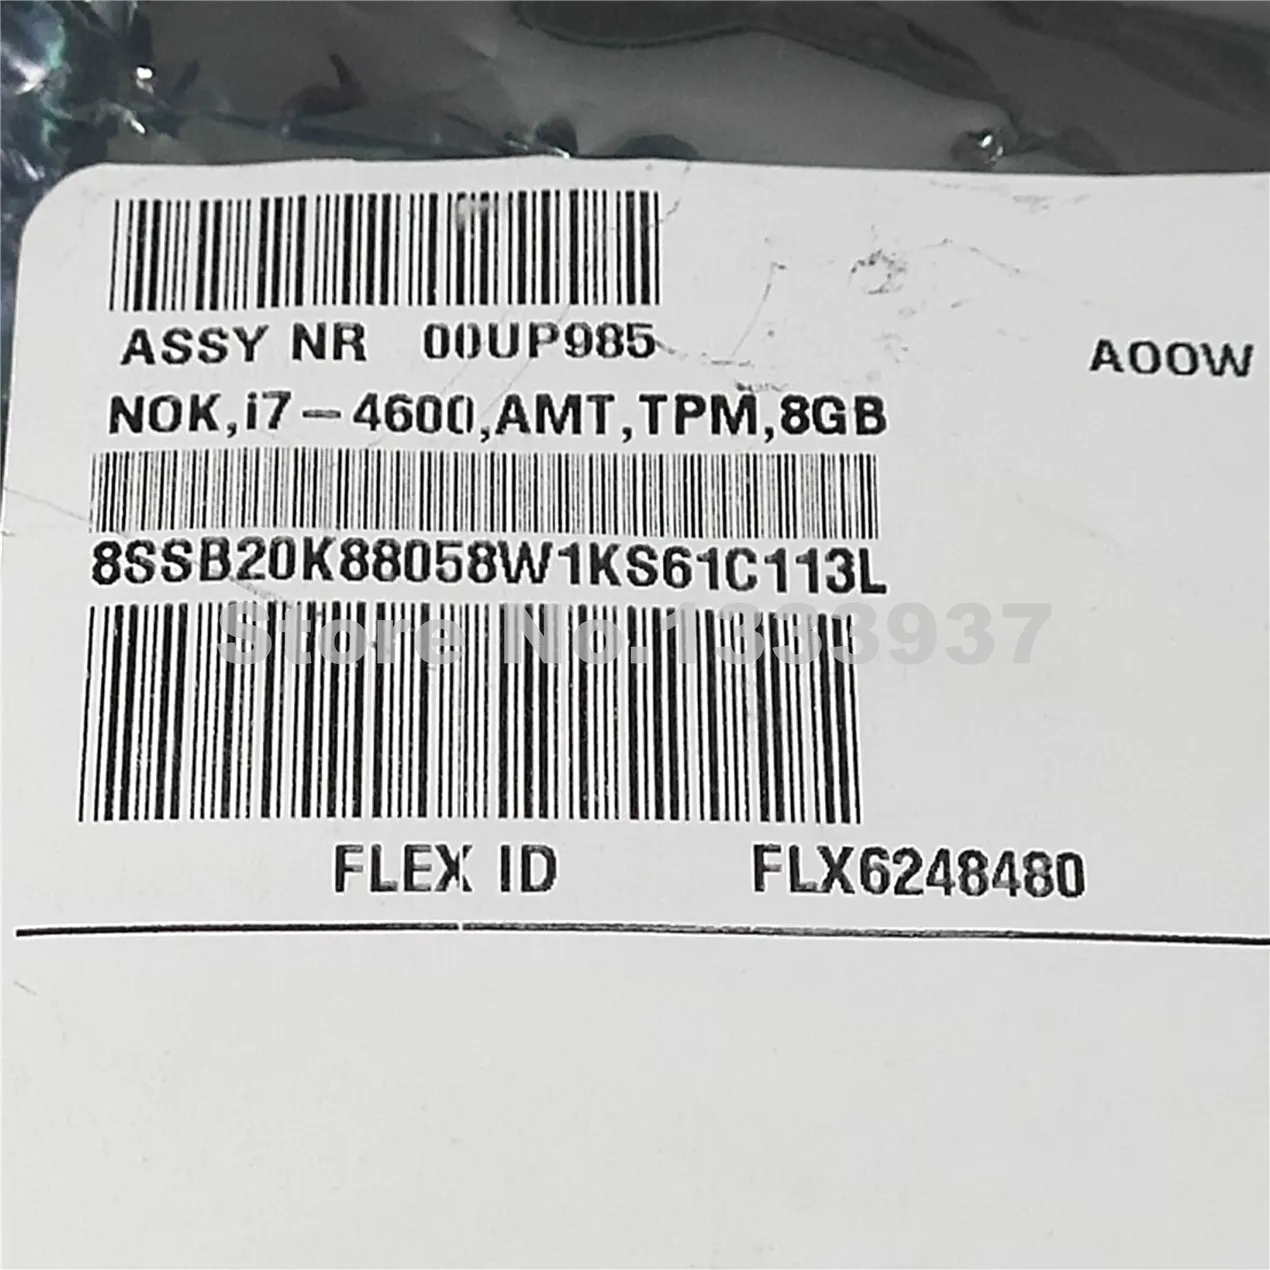 ASSY NR 00UP985
A00W
NOK,i7-4600,AMT,TPM,8GB
8SSB20K88058W1KS61C113L
Store No.1333937
FLEX ID FLX6248480